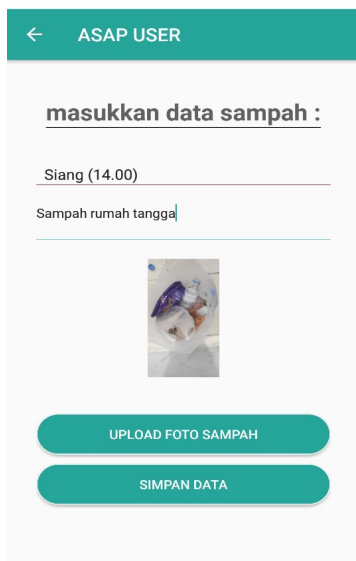 ASAP USER
masukkan data sampah :
Siang (14.00)
Sampah rumah tangga
UPLOAD FOTO SAMPAH
SIMPAN DATA